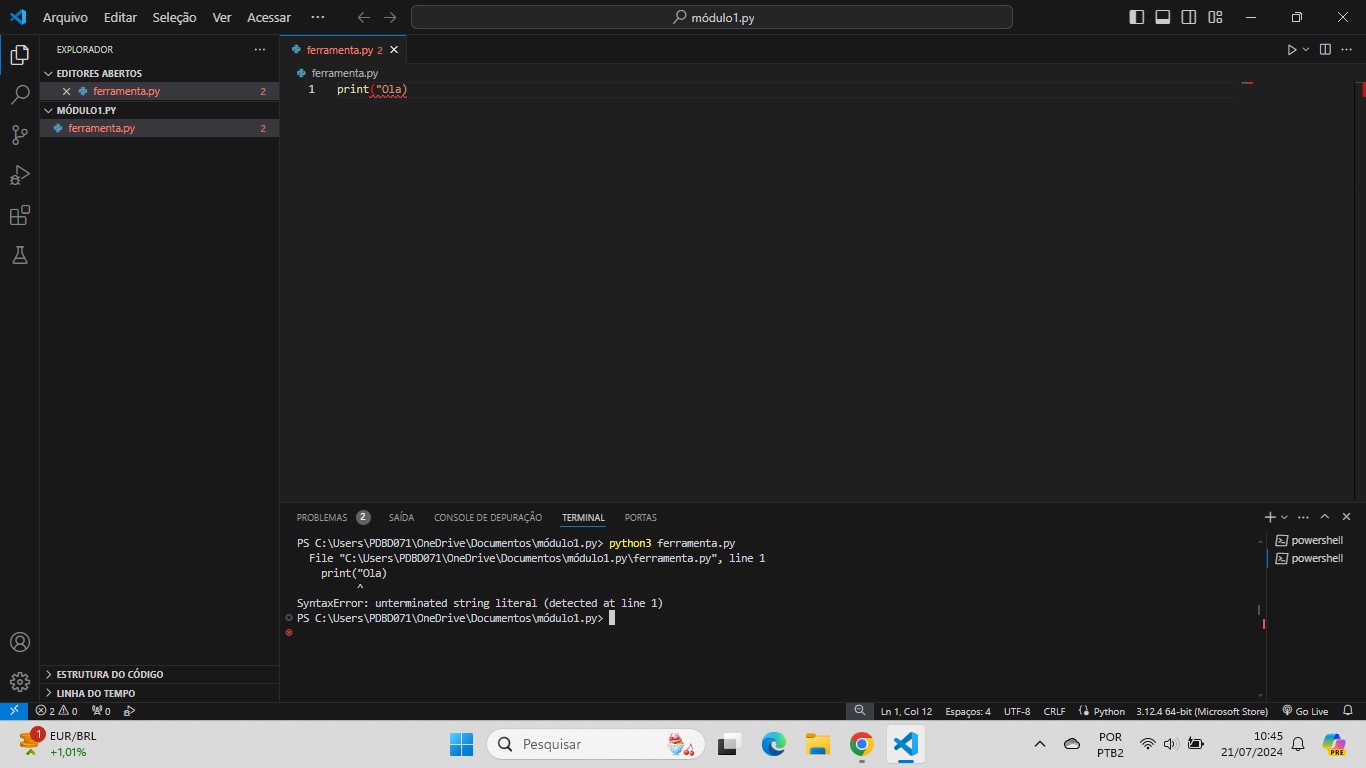 Arquivo Editar Seleção Ver Acessar ··· módulo1.py
EXPLORADOR ···
ferramenta.py 2
EDITORES ABERTOS
ferramenta.py 2
MÓDULO1.PY
ferramenta.py 2
ferramenta.py
1 print("Ola)
PROBLEMAS 2 SAÍDA CONSOLE DE DEPURAÇÃO TERMINAL PORTAS
PS C:\Users\PDBD071\OneDrive\Documentos\módulo1.py> python3 ferramenta.py
File "C:\Users\PDBD071\OneDrive\Documentos\módulo1.py\ferramenta.py", line 1
print("Ola)
^
SyntaxError: unterminated string literal (detected at line 1)
PS C:\Users\PDBD071\OneDrive\Documentos\módulo1.py>
powershell
powershell
ESTRUTURA DO CÓDIGO
LINHA DO TEMPO
2 0 0 Ln 1, Col 12 Espaços: 4 UTF-8 CRLF Python 3.12.4 64-bit (Microsoft Store) Go Live
1 EUR/BRL
+1,01%
Pesquisar
POR
PTB2
10:45
21/07/2024
PRE